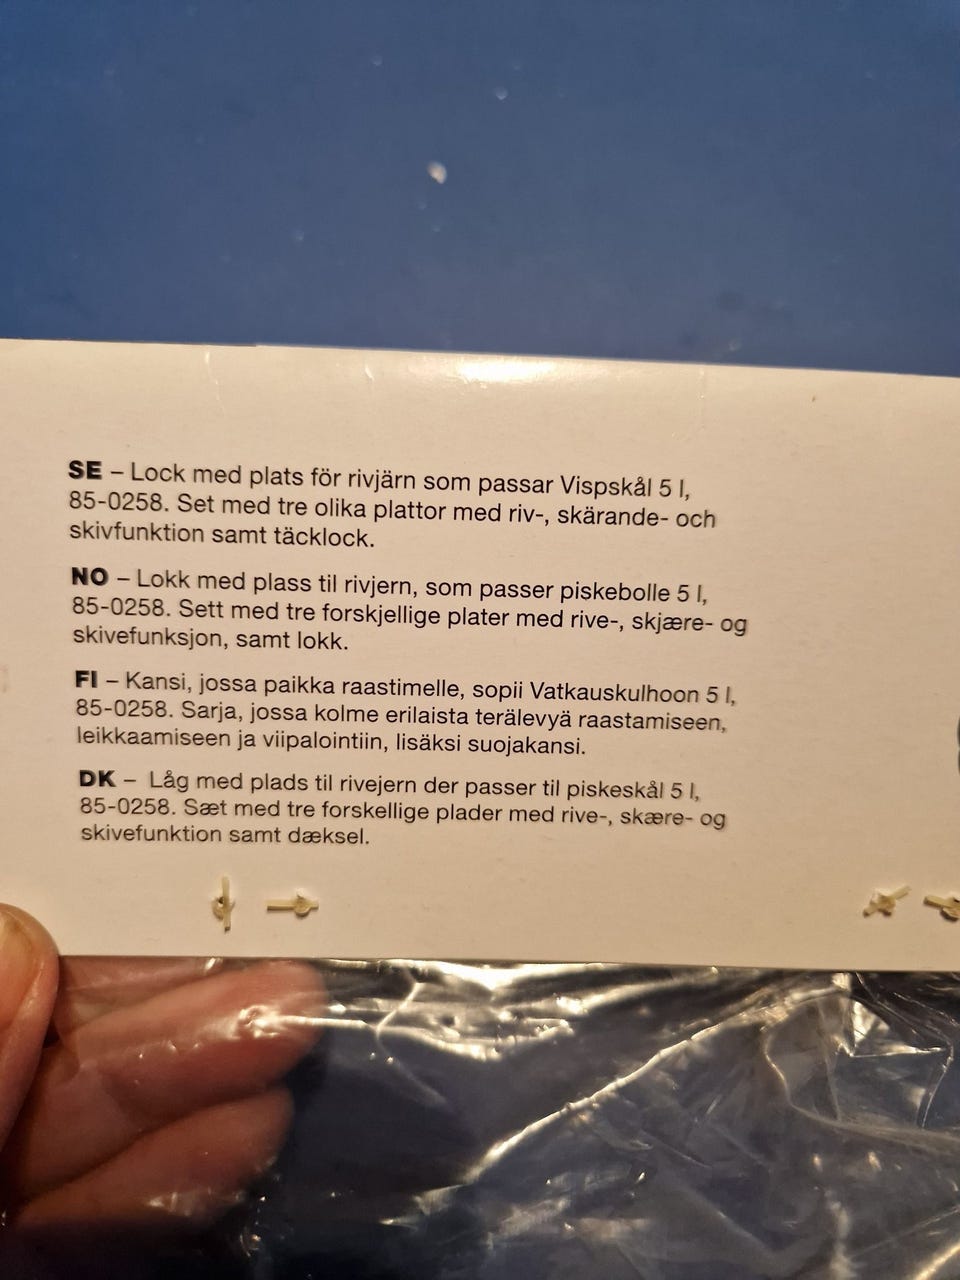 SE – Lock med plats för rivjärn som passar Vispskål 5 l,
85-0258. Set med tre olika plattor med riv-, skärande- och
skivfunktion samt täcklock.
NO – Lokk med plass til rivjern, som passer piskebolle 5 l,
85-0258. Sett med tre forskjellige plater med rive-, skjære- og
skivefunksjon, samt lokk.
FI – Kansi, jossa paikka raastimelle, sopii Vatkauskulhoon 5 l,
85-0258. Sarja, jossa kolme erilaista terälevyä raastamiseen,
leikkaamiseen ja viipalointiin, lisäksi suojakansi.
DK – Låg med plads til rivejern der passer til piskeskål 5 l,
85-0258. Sæt med tre forskellige plader med rive-, skære- og
skivefunktion samt dæksel.